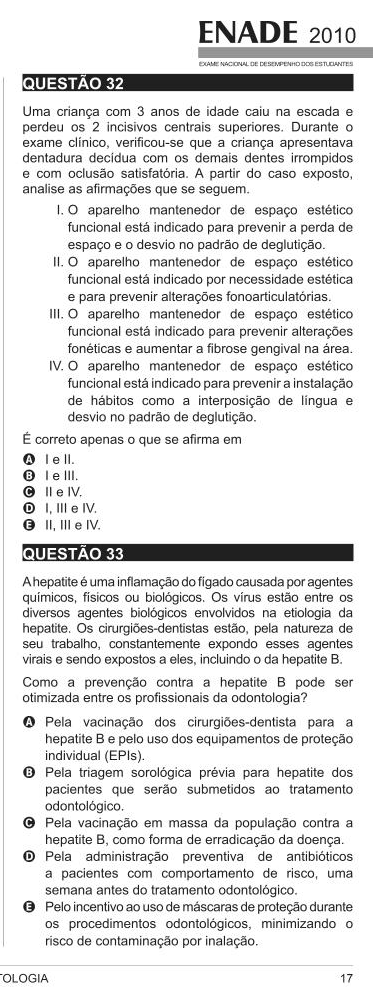 ENADE 2010
EXAME NACIONAL DE DESEMPENHO DOS ESTUDANTES
QUESTÃO 32
Uma criança com 3 anos de idade caiu na escada e
perdeu os 2 incisivos centrais superiores. Durante o
exame clínico, verificou-se que a criança apresentava
dentadura decídua com os demais dentes irrompidos
e com oclusão satisfatória. A partir do caso exposto,
analise as afirmações que se seguem.
I. O aparelho mantenedor de espaço estético
funcional está indicado para prevenir a perda de
espaço e o desvio no padrão de deglutição.
II. O aparelho mantenedor de espaço estético
funcional está indicado por necessidade estética
e para prevenir alterações fonoarticulatórias.
III. O aparelho mantenedor de espaço estético
funcional está indicado para prevenir alterações
fonéticas e aumentar a fibrose gengival na área.
IV. O aparelho mantenedor de espaço estético
funcional está indicado para prevenir a instalação
de hábitos como a interposição de língua e
desvio no padrão de deglutição.
É correto apenas o que se afirma em
A I e II.
B I e III.
C II e IV.
D I, III e IV.
E II, III e IV.
QUESTÃO 33
A hepatite é uma inflamação do fígado causada por agentes
químicos, físicos ou biológicos. Os vírus estão entre os
diversos agentes biológicos envolvidos na etiologia da
hepatite. Os cirurgiões-dentistas estão, pela natureza de
seu trabalho, constantemente expondo esses agentes
virais e sendo expostos a eles, incluindo o da hepatite B.
Como a prevenção contra a hepatite B pode ser
otimizada entre os profissionais da odontologia?
A Pela vacinação dos cirurgiões-dentista para a
hepatite B e pelo uso dos equipamentos de proteção
individual (EPIs).
B Pela triagem sorológica prévia para hepatite dos
pacientes que serão submetidos ao tratamento
odontológico.
C Pela vacinação em massa da população contra a
hepatite B, como forma de erradicação da doença.
D Pela administração preventiva de antibióticos
a pacientes com comportamento de risco, uma
semana antes do tratamento odontológico.
E Pelo incentivo ao uso de máscaras de proteção durante
os procedimentos odontológicos, minimizando o
risco de contaminação por inalação.
TOLOGIA 17